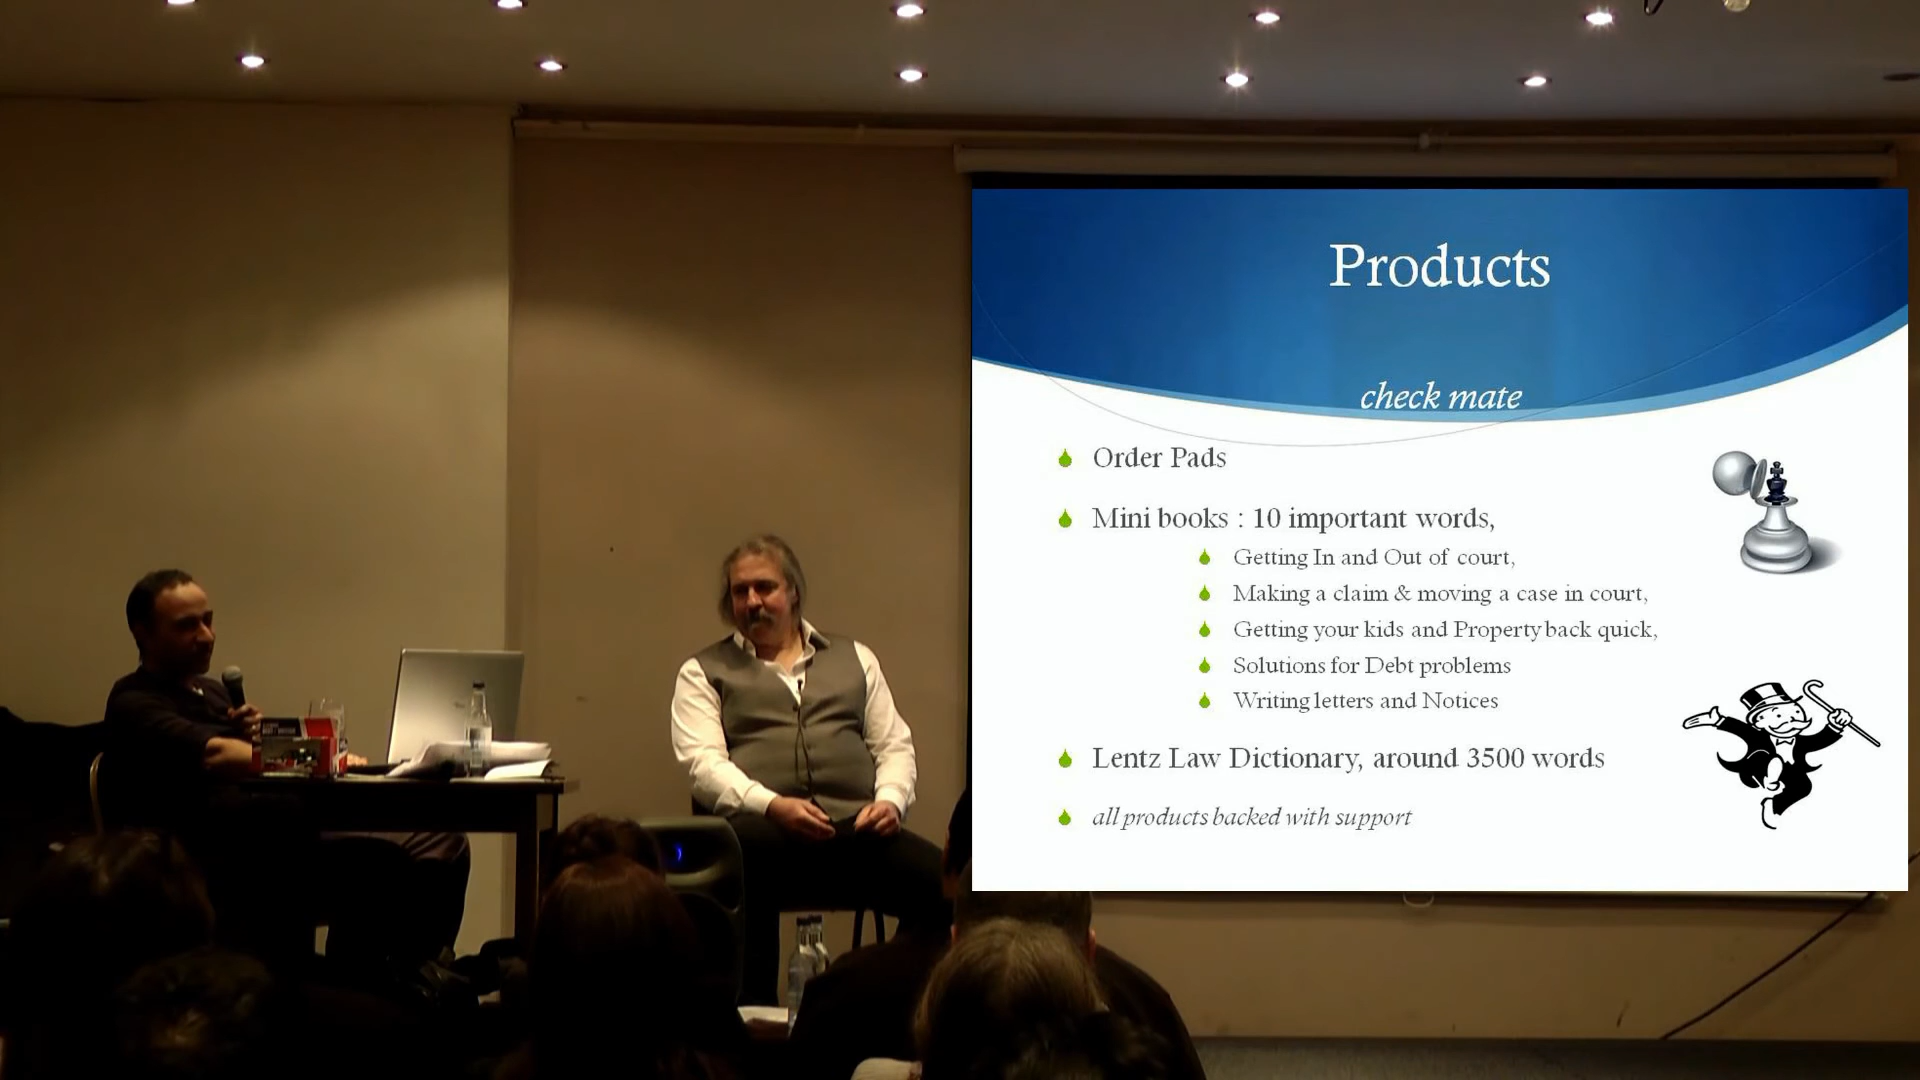 Products
check mate
Order Pads
Mini books : 10 important words,
Getting In and Out of court,
Making a claim & moving a case in court,
Getting your kids and Property back quick,
Solutions for Debt problems
Writing letters and Notices
Lentz Law Dictionary, around 3500 words
all products backed with support